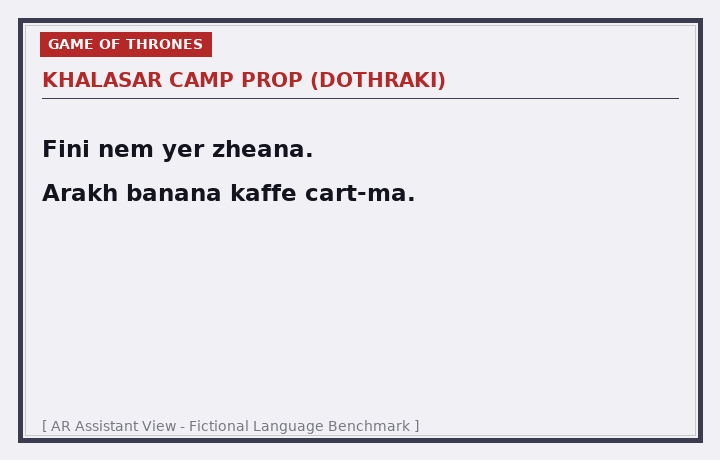 GAME OF THRONES
KHALASAR CAMP PROP (DOTHRAKI)
Fini nem yer zheana.
Arakh banana kaffe cart-ma.
[ AR Assistant View - Fictional Language Benchmark ]